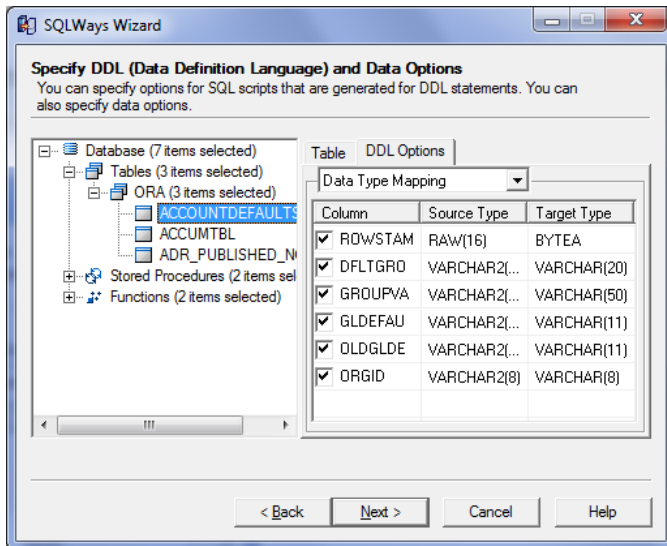 SQLWays Wizard
Specify DDL (Data Definition Language) and Data Options
You can specify options for SQL scripts that are generated for DDL statements. You can
also specify data options.
Database (7 items selected)
Tables (3 items selected)
ORA (3 items selected)
ACCOUNTDEFAULTS
ACCUMTBL
ADR_PUBLISHED_N
Stored Procedures (2 items sel
Functions (2 items selected)
Table DDL Options
Data Type Mapping
Column Source Type Target Type
ROWSTAM RAW(16) BYTEA
DFLTGRO VARCHAR2(... VARCHAR(20)
GROUPVA VARCHAR2(... VARCHAR(50)
GLDEFAU VARCHAR2(... VARCHAR(11)
OLDGLDE VARCHAR2(... VARCHAR(11)
ORGID VARCHAR2(8) VARCHAR(8)
< Back Next > Cancel Help